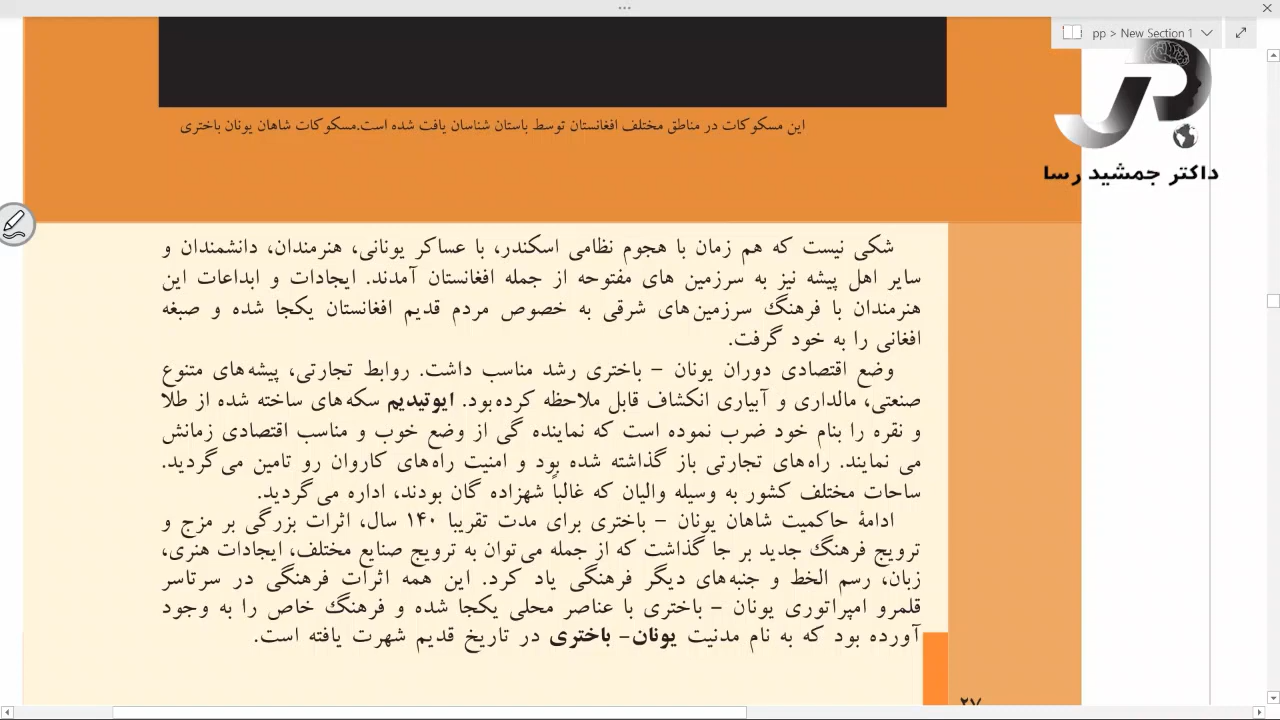 pp > New Section 1
داکتر جمشید رسا
این مسکوکات در مناطق مختلف افغانستان توسط باستان شناسان یافت شده است.مسکوکات شاهان یونان باختری
شکی نیست که هم زمان با هجوم نظامی اسکندر، با عساکر یونانی، هنرمندان، دانشمندان و
سایر اهل پیشه نیز به سرزمین های مفتوحه از جمله افغانستان آمدند. ایجادات و ابداعات این
هنرمندان با فرهنگ سرزمین‌های شرقی به خصوص مردم قدیم افغانستان یکجا شده و صبغه
افغانی را به خود گرفت.
وضع اقتصادی دوران یونان – باختری رشد مناسب داشت. روابط تجارتی، پیشه‌های متنوع
صنعتی، مالداری و آبیاری انکشاف قابل ملاحظه کرده‌بود. ایوتیدیم سکه‌های ساخته شده از طلا
و نقره را بنام خود ضرب نموده است که نماینده گی از وضع خوب و مناسب اقتصادی زمانش
می نمایند. راه‌های تجارتی باز گذاشته شده بود و امنیت راه‌های کاروان رو تامین می‌گردید.
ساحات مختلف کشور به وسیله والیان که غالباً شهزاده گان بودند، اداره می‌گردید.
ادامهٔ حاکمیت شاهان یونان – باختری برای مدت تقریبا ۱۴۰ سال، اثرات بزرگی بر مزج و
ترویج فرهنگ جدید بر جا گذاشت که از جمله می‌توان به ترویج صنایع مختلف، ایجادات هنری،
زبان، رسم الخط و جنبه‌های دیگر فرهنگی یاد کرد. این همه اثرات فرهنگی در سرتاسر
قلمرو امپراتوری یونان – باختری با عناصر محلی یکجا شده و فرهنگ خاص را به وجود
آورده بود که به نام مدنیت یونان– باختری در تاریخ قدیم شهرت یافته است.
۲۷